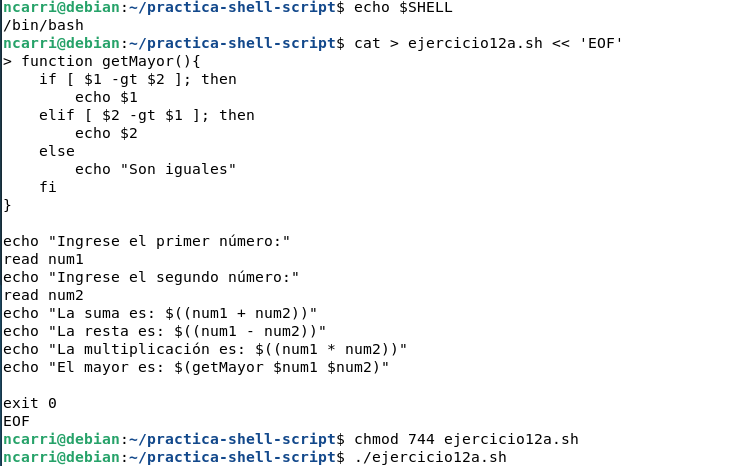 ncarri@debian:~/practica-shell-script$ echo $SHELL
/bin/bash
ncarri@debian:~/practica-shell-script$ cat > ejercicio12a.sh << 'EOF'
> function getMayor(){
    if [ $1 -gt $2 ]; then
        echo $1
    elif [ $2 -gt $1 ]; then
        echo $2
    else
        echo "Son iguales"
    fi
}

echo "Ingrese el primer número:"
read num1
echo "Ingrese el segundo número:"
read num2
echo "La suma es: $((num1 + num2))"
echo "La resta es: $((num1 - num2))"
echo "La multiplicación es: $((num1 * num2))"
echo "El mayor es: $(getMayor $num1 $num2)"

exit 0
EOF
ncarri@debian:~/practica-shell-script$ chmod 744 ejercicio12a.sh
ncarri@debian:~/practica-shell-script$ ./ejercicio12a.sh